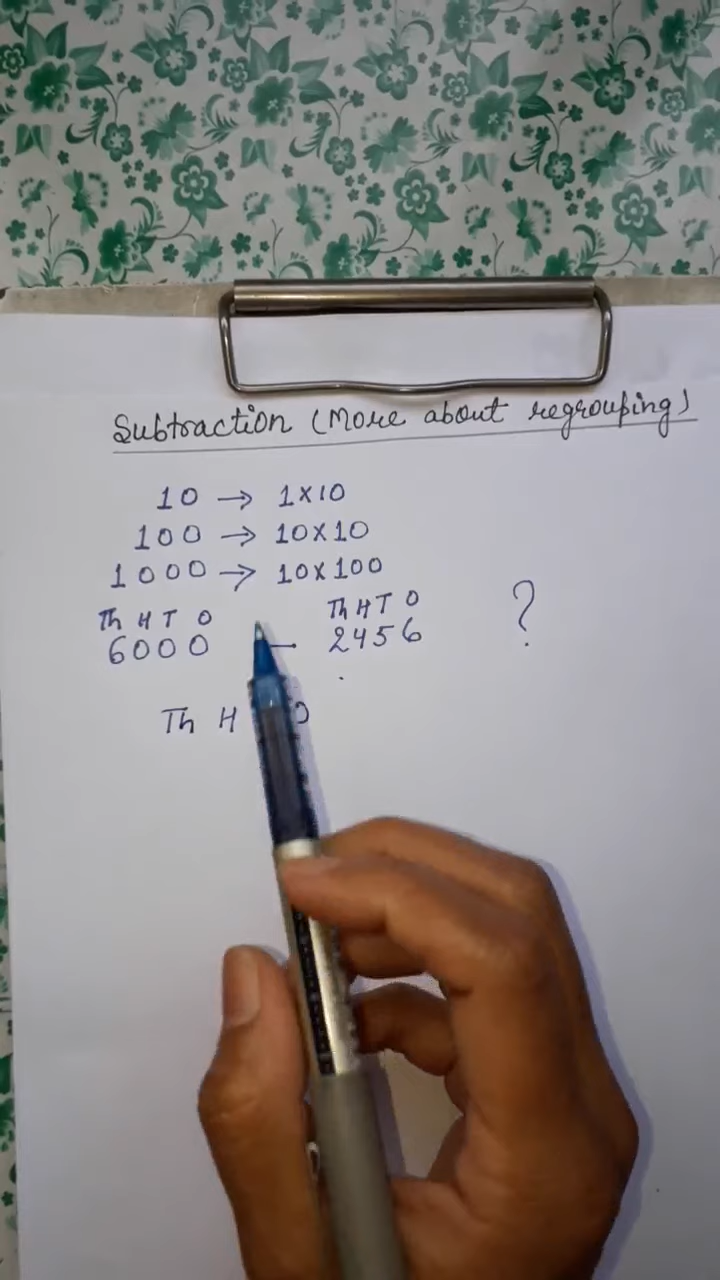 Subtraction (More about regrouping)
10 → 1×10
100 → 10×10
1000 → 10×100
Th H T O Th H T O
6000 — 2456 ?
Th H O